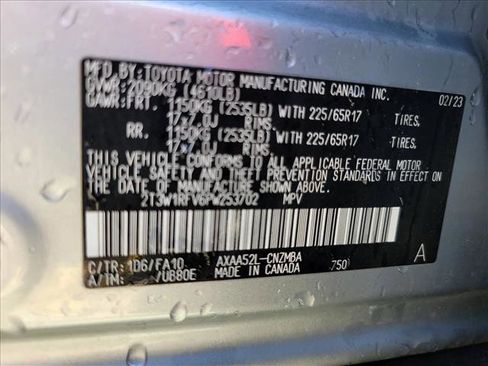 MFD. BY: TOYOTA MOTOR MANUFACTURING CANADA INC.
GVWR: 2090KG (4610LB) 02/23
GAWR: FRT. 1150KG (2535LB) WITH 225/65R17 TIRES,
17x7.0J RIMS
RR. 1150KG (2535LB) WITH 225/65R17 TIRES,
17x7.0J RIMS
THIS VEHICLE CONFORMS TO ALL APPLICABLE FEDERAL MOTOR
VEHICLE SAFETY AND THEFT PREVENTION STANDARDS IN EFFECT
ON THE DATE OF MANUFACTURE SHOWN ABOVE.
2T3W1RFV6PW253702 MPV
C/TR: 1D6/FA10 AXAA52L-CNZMBA A
A/TM: /UB80E MADE IN CANADA 750